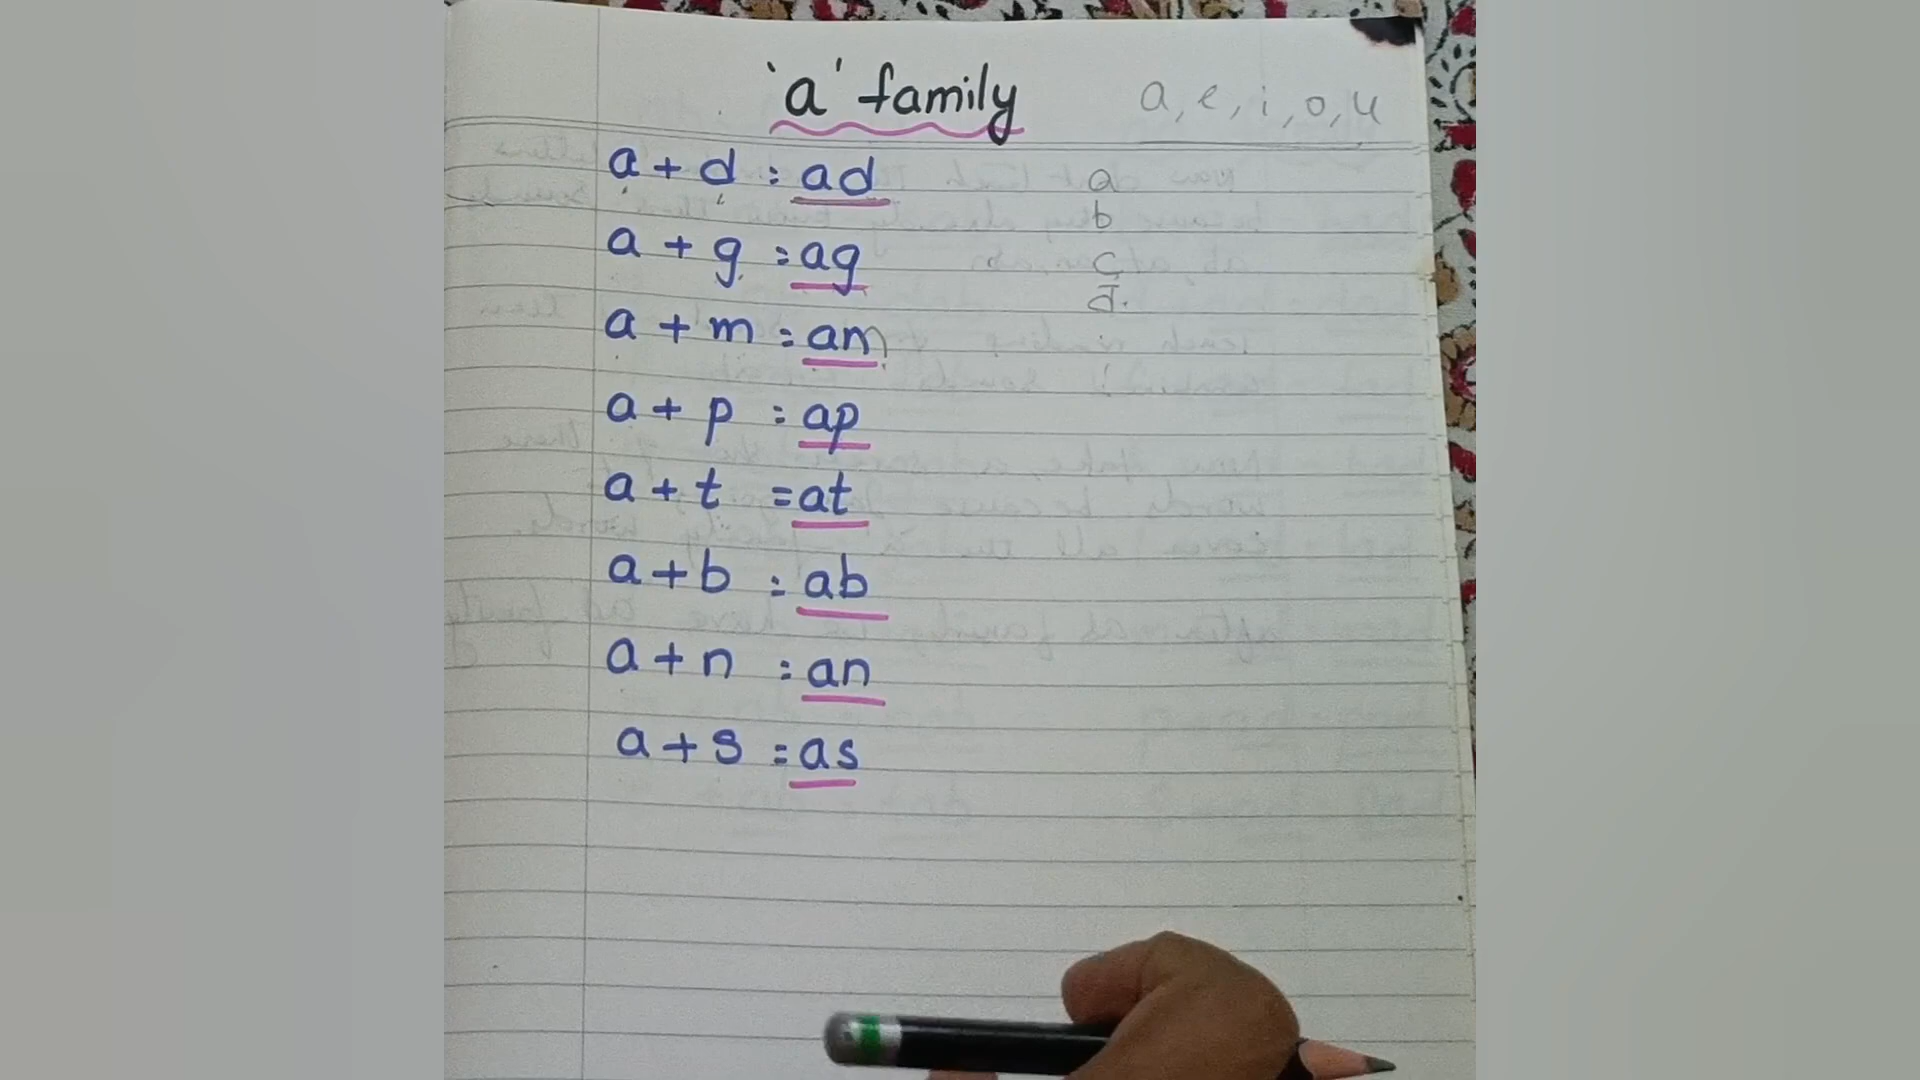 'a' family
a, e, i, o, u
a + d = ad
a + g = ag
a + m = am
a + p = ap
a + t = at
a + b = ab
a + n = an
a + s = as
a
b
c
d.